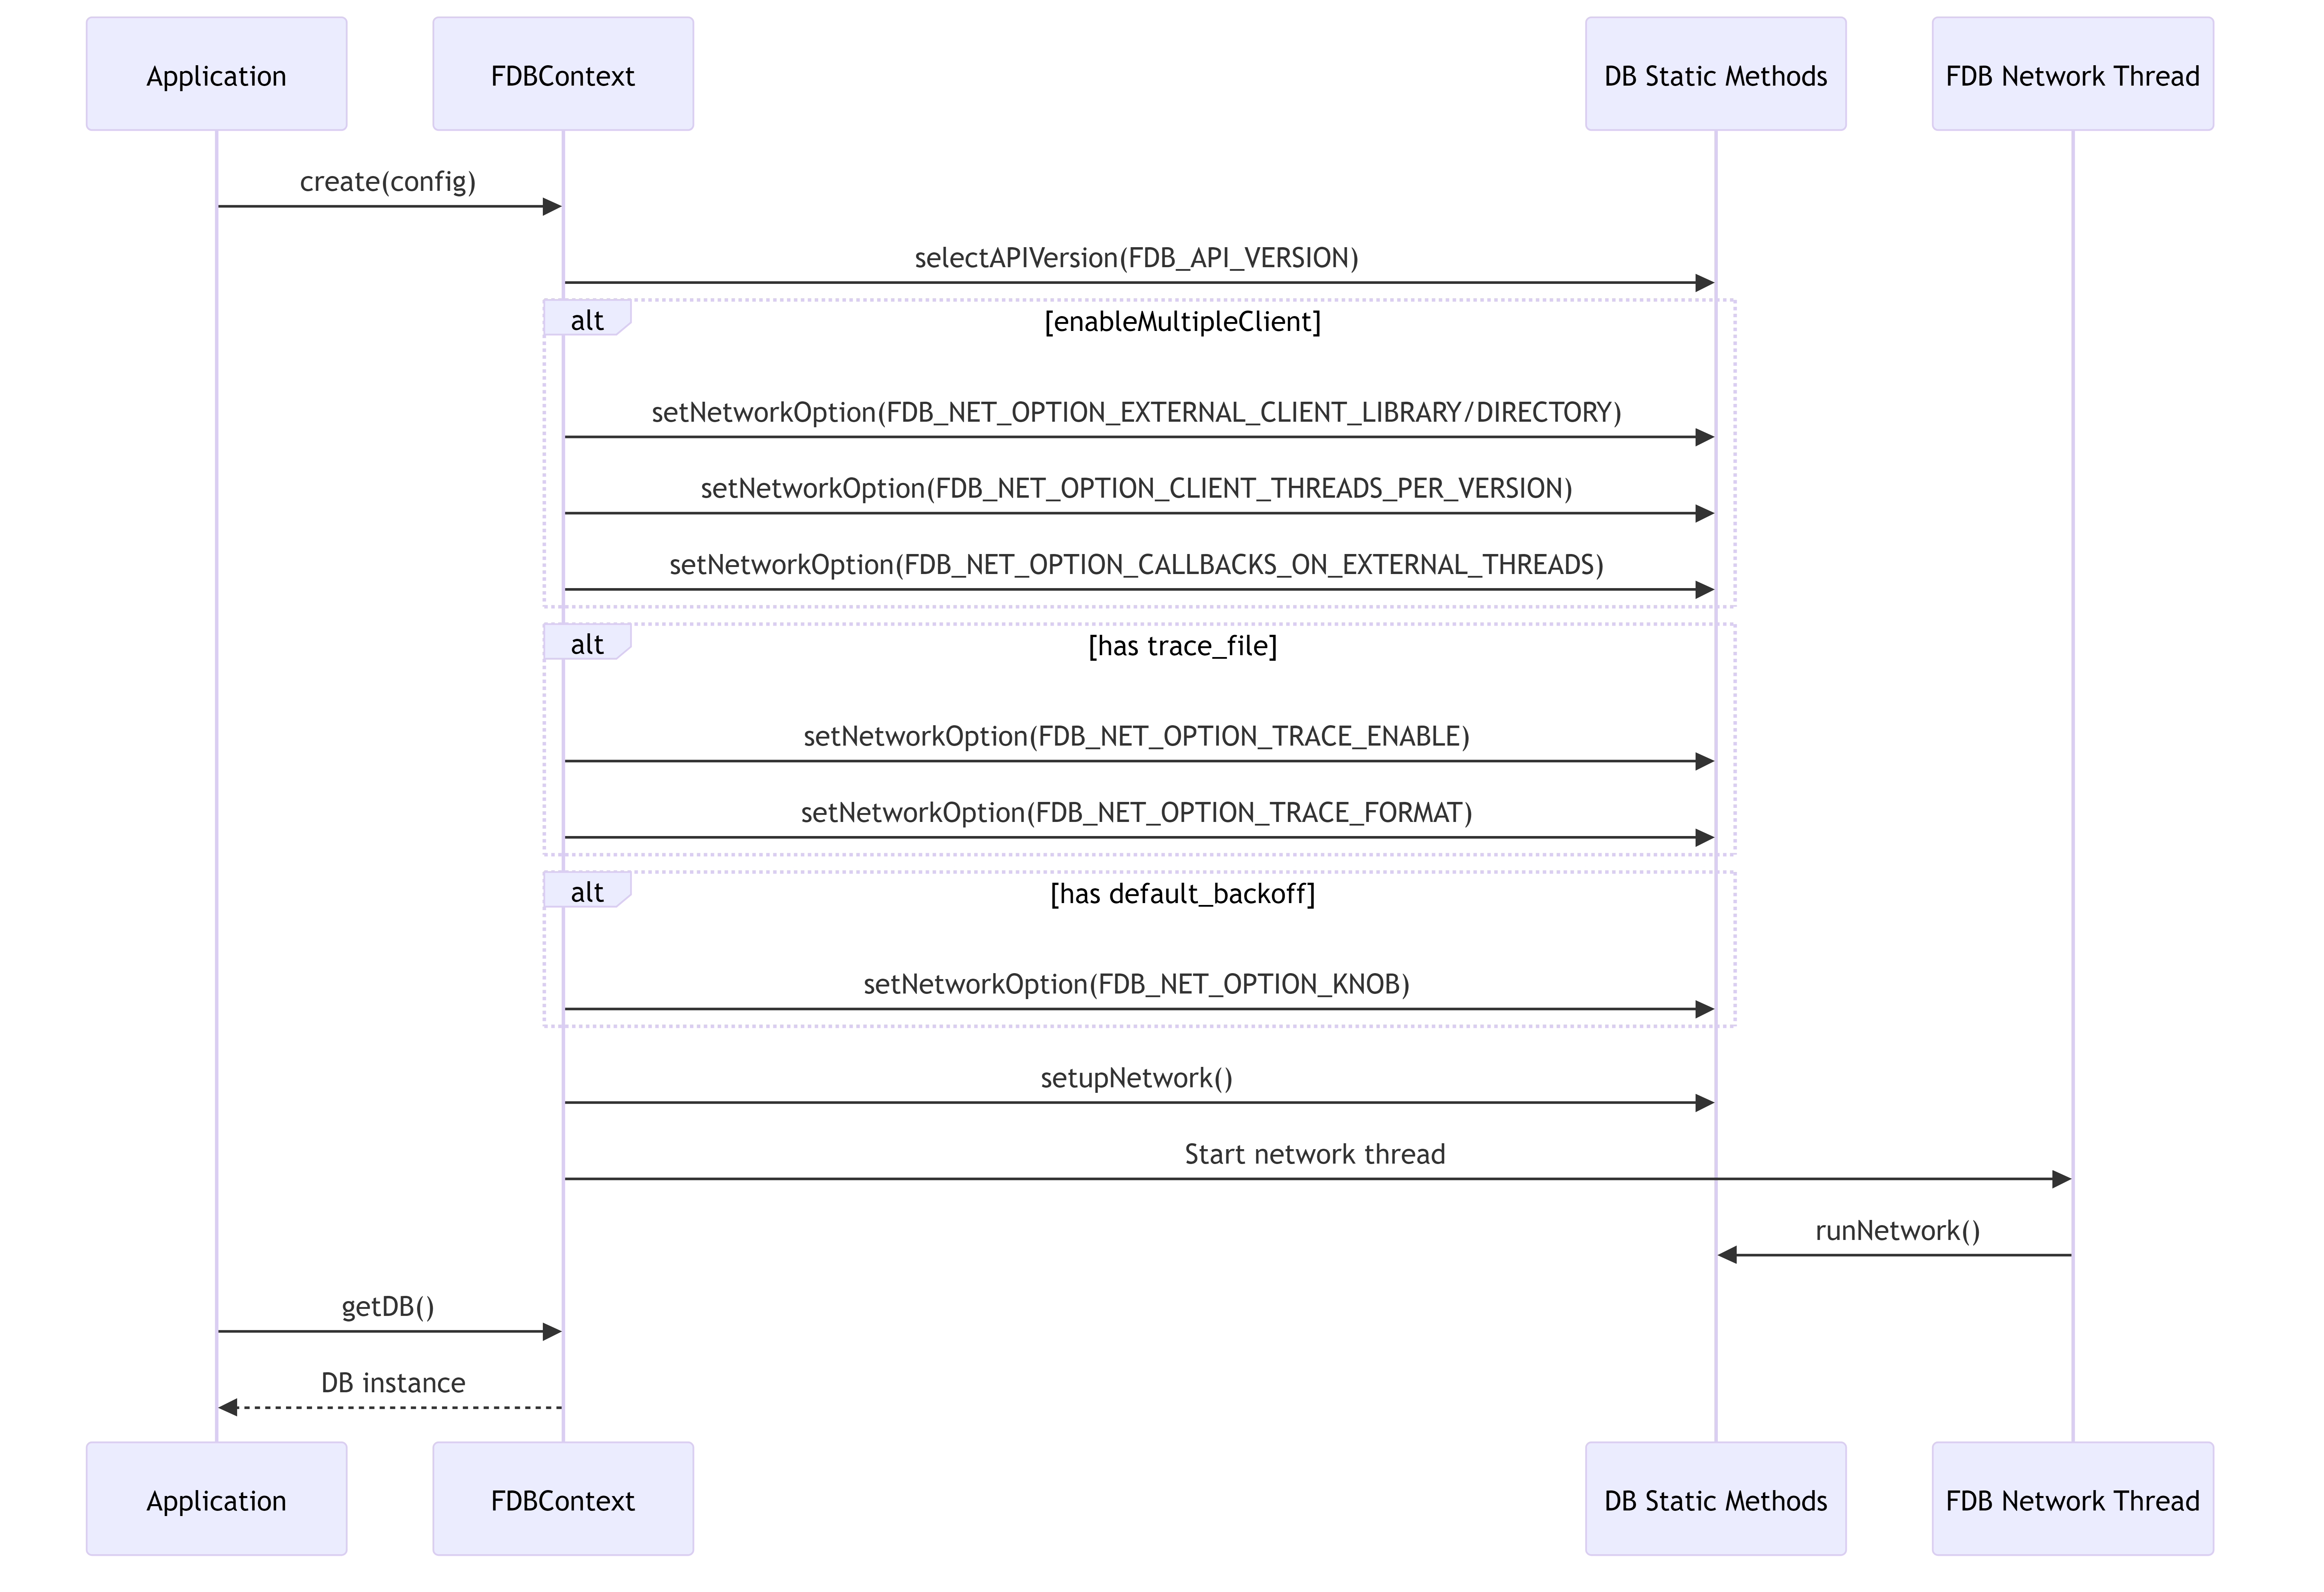 Application
FDBContext
DB Static Methods
FDB Network Thread
create(config)
selectAPIVersion(FDB_API_VERSION)
alt
[enableMultipleClient]
setNetworkOption(FDB_NET_OPTION_EXTERNAL_CLIENT_LIBRARY/DIRECTORY)
setNetworkOption(FDB_NET_OPTION_CLIENT_THREADS_PER_VERSION)
setNetworkOption(FDB_NET_OPTION_CALLBACKS_ON_EXTERNAL_THREADS)
alt
[has trace_file]
setNetworkOption(FDB_NET_OPTION_TRACE_ENABLE)
setNetworkOption(FDB_NET_OPTION_TRACE_FORMAT)
alt
[has default_backoff]
setNetworkOption(FDB_NET_OPTION_KNOB)
setupNetwork()
Start network thread
runNetwork()
getDB()
DB instance
Application
FDBContext
DB Static Methods
FDB Network Thread